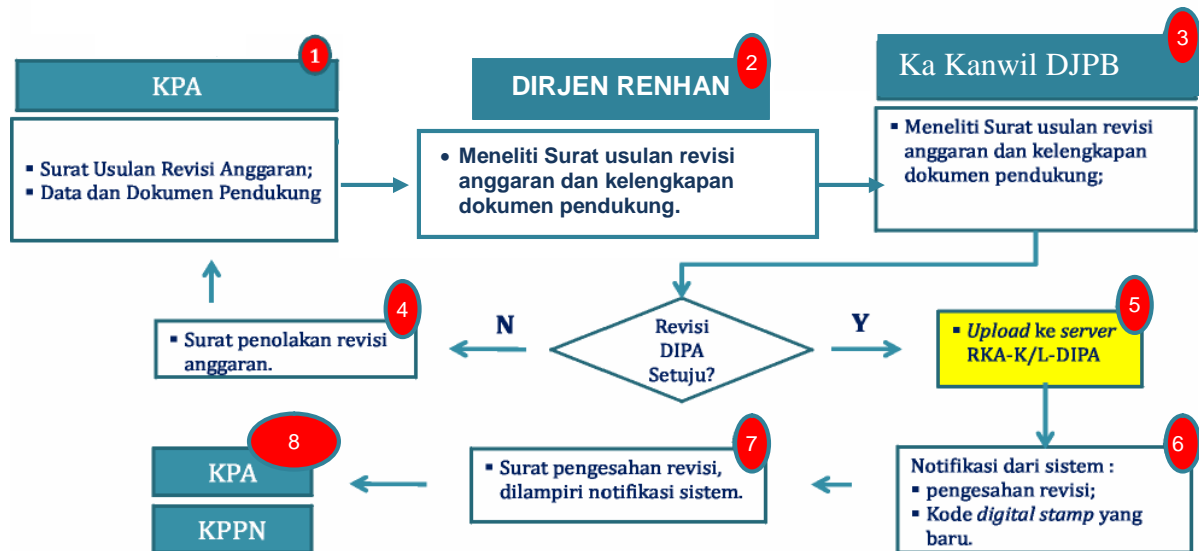 1
KPA
▪ Surat Usulan Revisi Anggaran;
▪ Data dan Dokumen Pendukung
2
DIRJEN RENHAN
• Meneliti Surat usulan revisi
anggaran dan kelengkapan
dokumen pendukung.
3
Ka Kanwil DJPB
▪ Meneliti Surat usulan revisi
anggaran dan kelengkapan
dokumen pendukung;
4
▪ Surat penolakan revisi
anggaran.
N
Revisi
DIPA
Setuju?
Y
5
▪ Upload ke server
RKA-K/L-DIPA
6
Notifikasi dari sistem :
▪ pengesahan revisi;
▪ Kode digital stamp yang
baru.
7
▪ Surat pengesahan revisi,
dilampiri notifikasi sistem.
8
KPA
KPPN